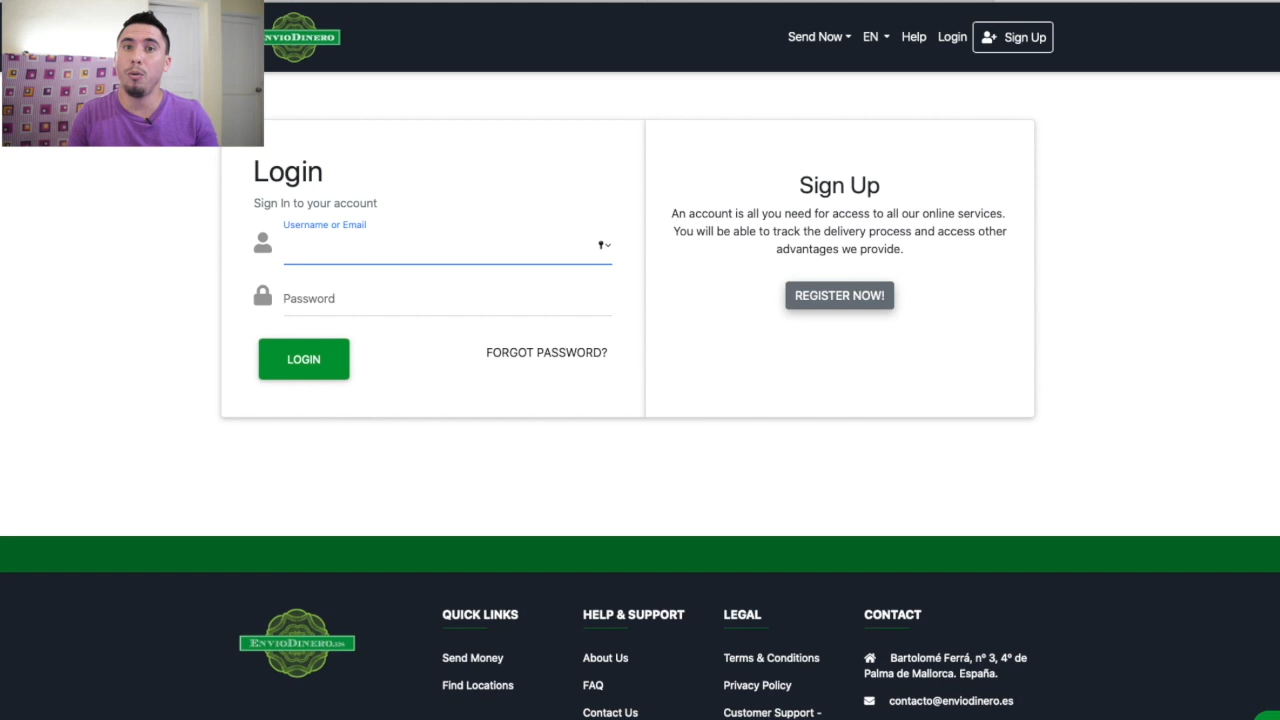 NVIODINERO
Send Now
EN
Help
Login
Sign Up
Login
Sign In to your account
Username or Email
Password
LOGIN
FORGOT PASSWORD?
Sign Up
An account is all you need for access to all our online services.
You will be able to track the delivery process and access other
advantages we provide.
REGISTER NOW!
ENVIODINERO.ES
QUICK LINKS
Send Money
Find Locations
HELP & SUPPORT
About Us
FAQ
Contact Us
LEGAL
Terms & Conditions
Privacy Policy
Customer Support -
CONTACT
Bartolomé Ferrá, nº 3, 4º de
Palma de Mallorca. España.
contacto@enviodinero.es